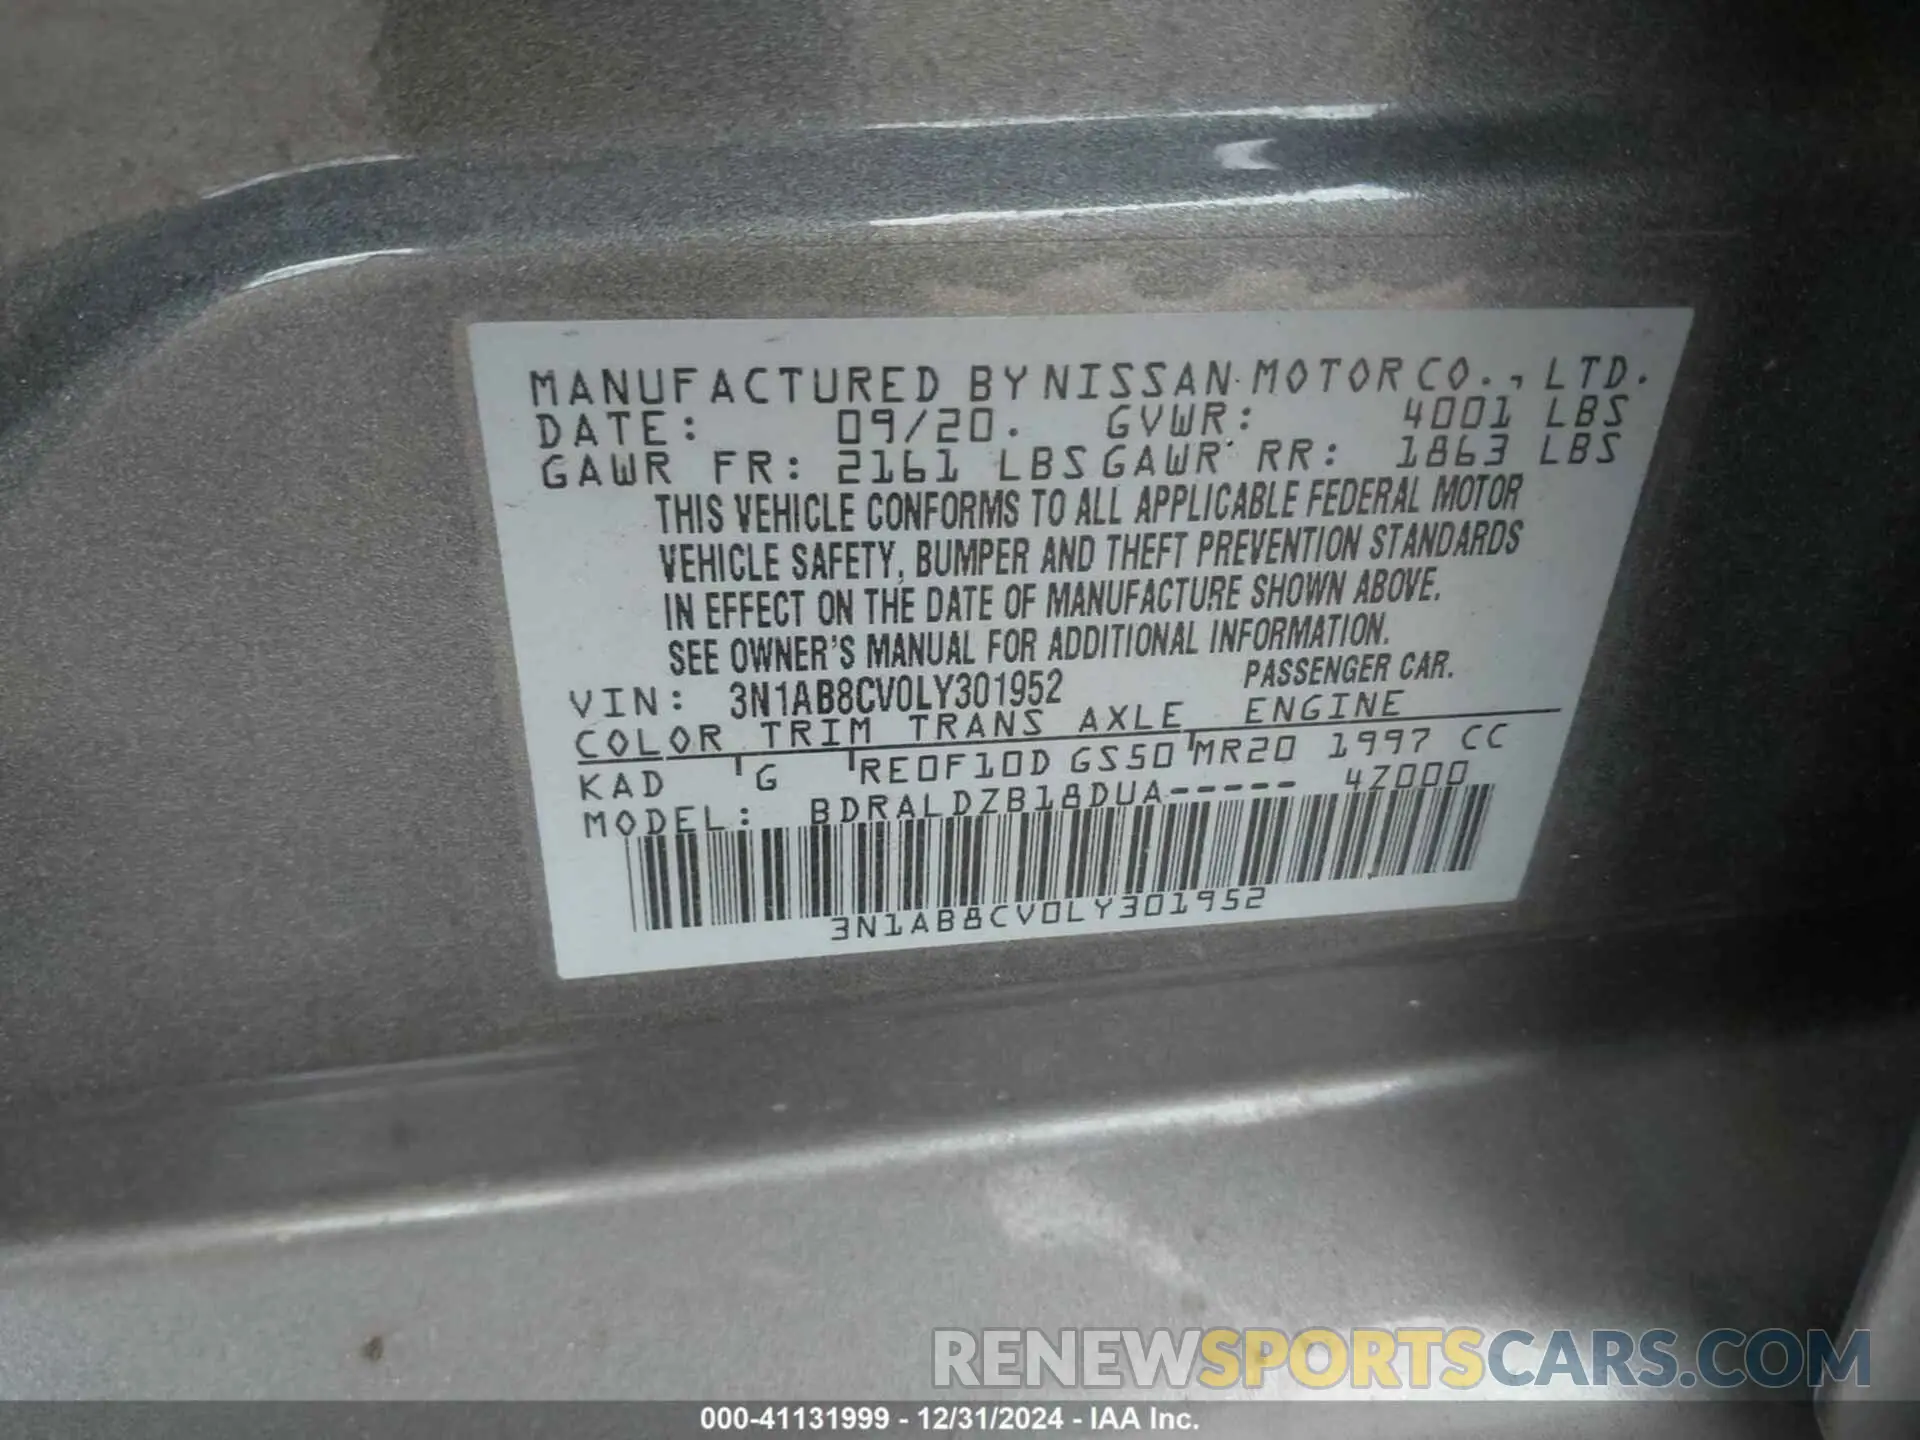 MANUFACTURED BY NISSAN MOTOR CO., LTD.
DATE: 09/20. GVWR: 4001 LBS
GAWR FR: 2161 LBS GAWR RR: 1863 LBS
THIS VEHICLE CONFORMS TO ALL APPLICABLE FEDERAL MOTOR
VEHICLE SAFETY, BUMPER AND THEFT PREVENTION STANDARDS
IN EFFECT ON THE DATE OF MANUFACTURE SHOWN ABOVE.
SEE OWNER'S MANUAL FOR ADDITIONAL INFORMATION.
VIN: 3N1AB8CV0LY301952 PASSENGER CAR.
COLOR TRIM TRANS AXLE ENGINE
KAD G RE0F10D GS50 MR20 1997 CC
MODEL: BDRALDZB18DUA----- 4Z000
3N1AB8CV0LY301952
RENEWSPORTSCARS.COM
000-41131999 - 12/31/2024 - IAA Inc.